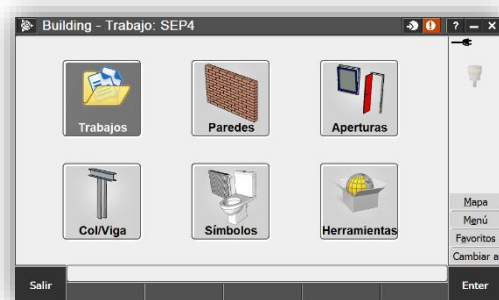 Building - Trabajo: SEP4
? – ×
Trabajos
Paredes
Aperturas
Col/Viga
Símbolos
Herramientas
Mapa
Menú
Favoritos
Cambiar a
Salir
Enter